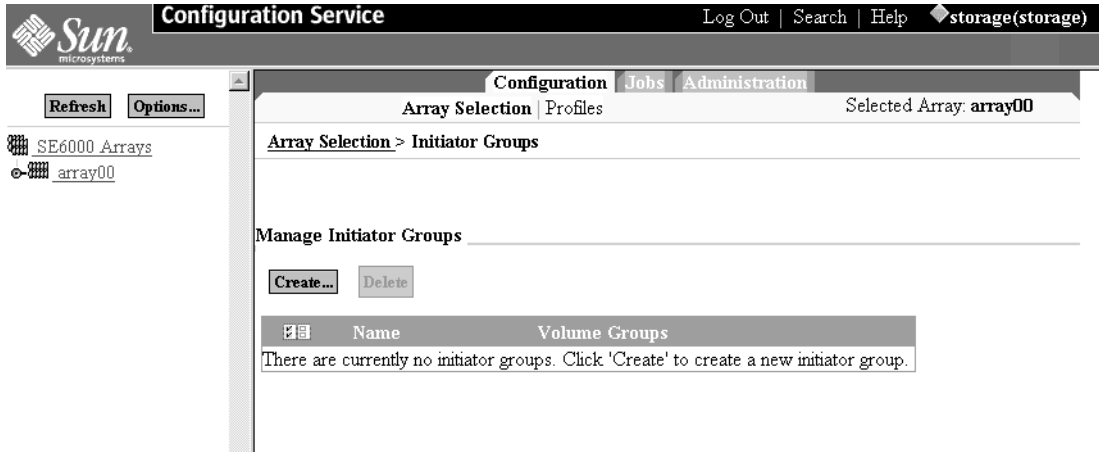 Configuration Service
Log Out | Search | Help storage(storage)
Sun
microsystems
Refresh Options...
SE6000 Arrays
array00
Configuration Jobs Administration
Array Selection | Profiles
Selected Array: array00
Array Selection > Initiator Groups
Manage Initiator Groups
Create... Delete
Name Volume Groups
There are currently no initiator groups. Click 'Create' to create a new initiator group.